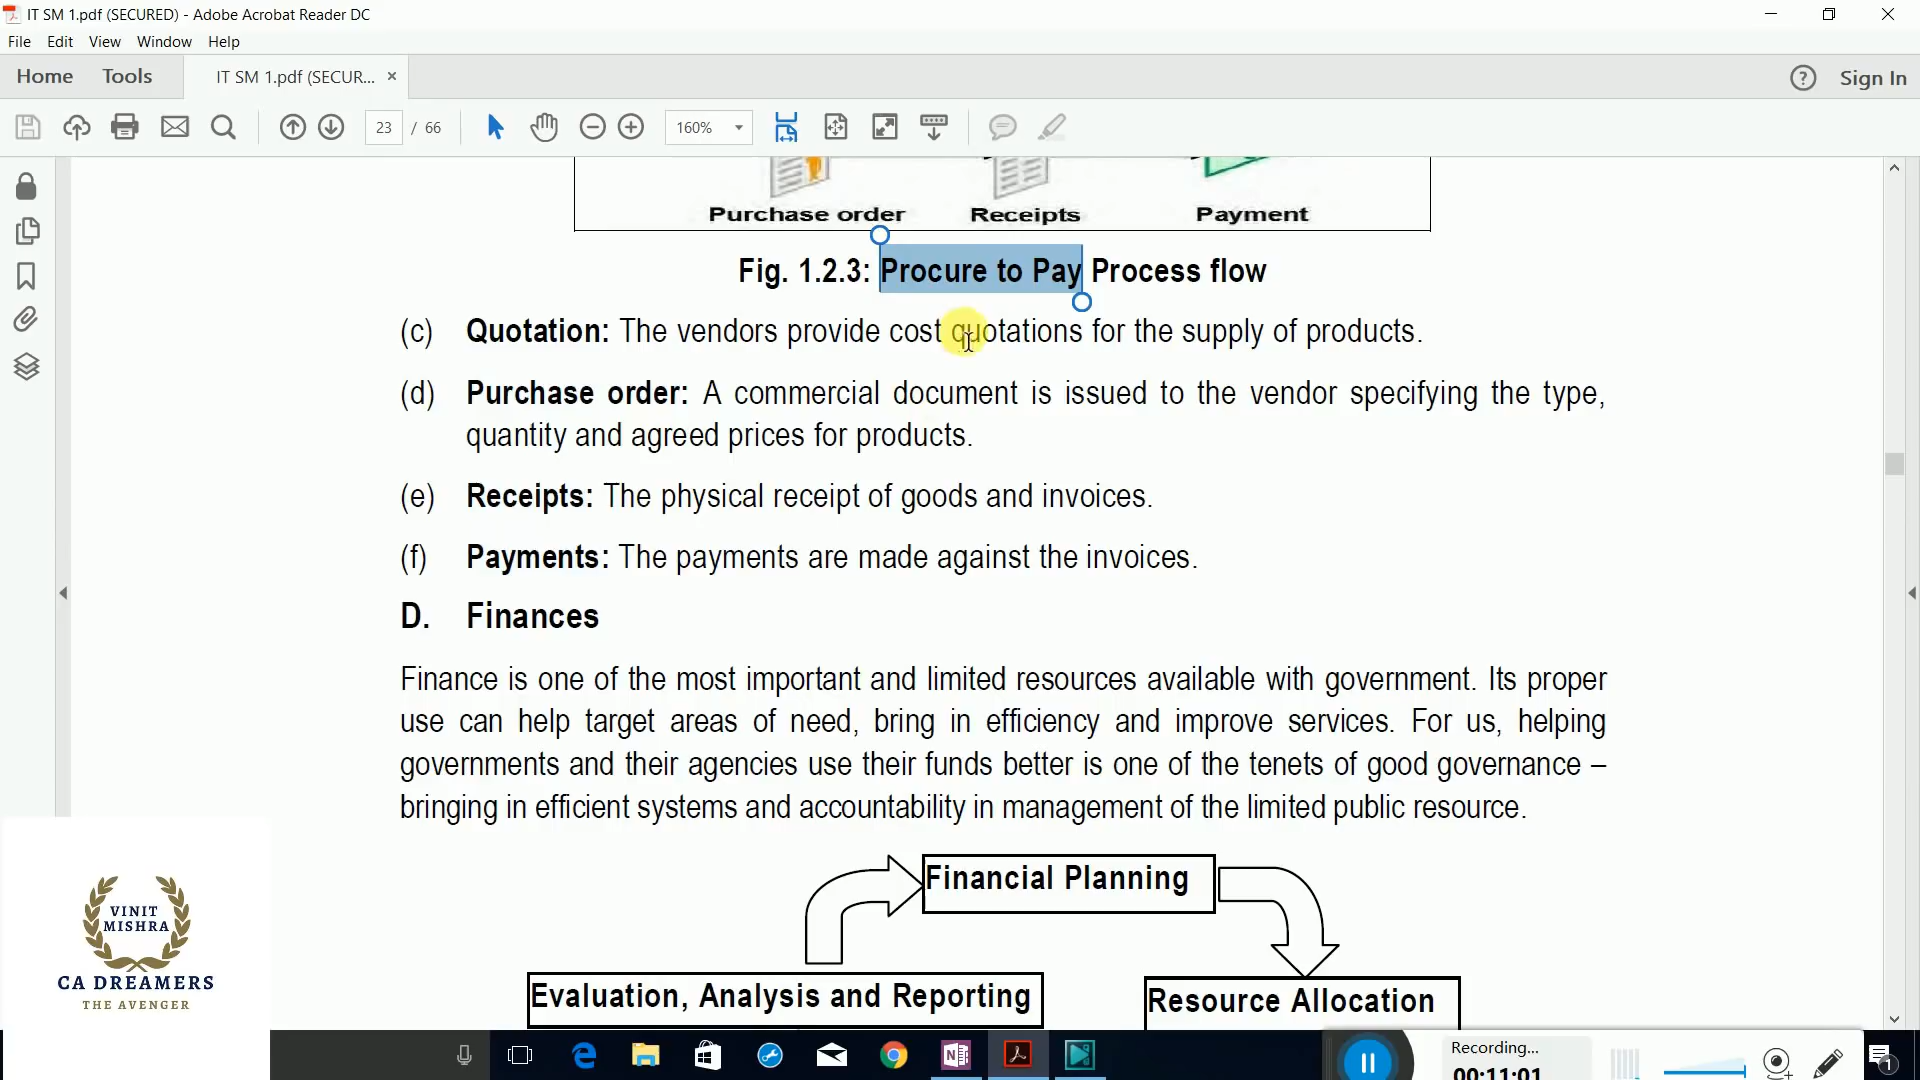 IT SM 1.pdf (SECURED) - Adobe Acrobat Reader DC
File Edit View Window Help
Home Tools IT SM 1.pdf (SECUR... × ? Sign In
23 / 66 160%
Purchase order Receipts Payment
Fig. 1.2.3: Procure to Pay Process flow
(c) Quotation: The vendors provide cost quotations for the supply of products.
(d) Purchase order: A commercial document is issued to the vendor specifying the type,
quantity and agreed prices for products.
(e) Receipts: The physical receipt of goods and invoices.
(f) Payments: The payments are made against the invoices.
D. Finances
Finance is one of the most important and limited resources available with government. Its proper
use can help target areas of need, bring in efficiency and improve services. For us, helping
governments and their agencies use their funds better is one of the tenets of good governance –
bringing in efficient systems and accountability in management of the limited public resource.
Financial Planning
Evaluation, Analysis and Reporting
Resource Allocation
VINIT
MISHRA
CA DREAMERS
THE AVENGER
Recording...
00:11:01
1